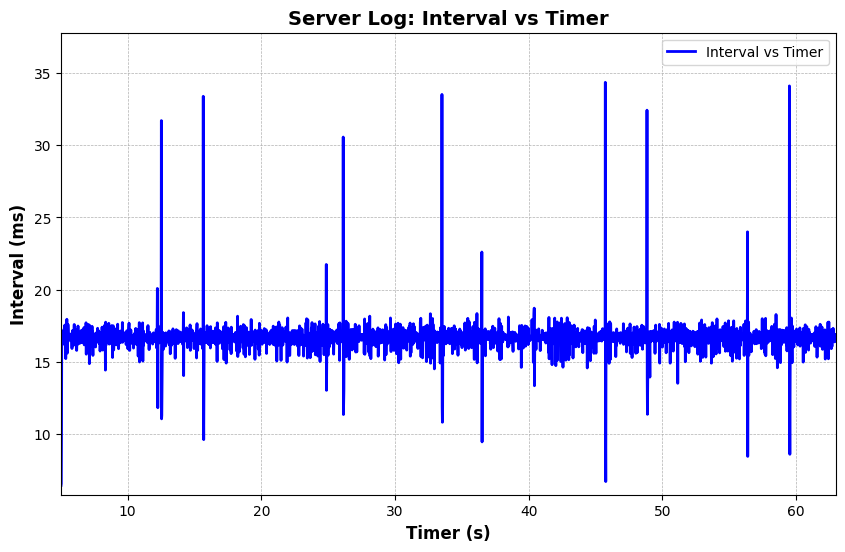 Server Log: Interval vs Timer
Interval vs Timer
35
30
25
20
15
10
Interval (ms)
10 20 30 40 50 60
Timer (s)